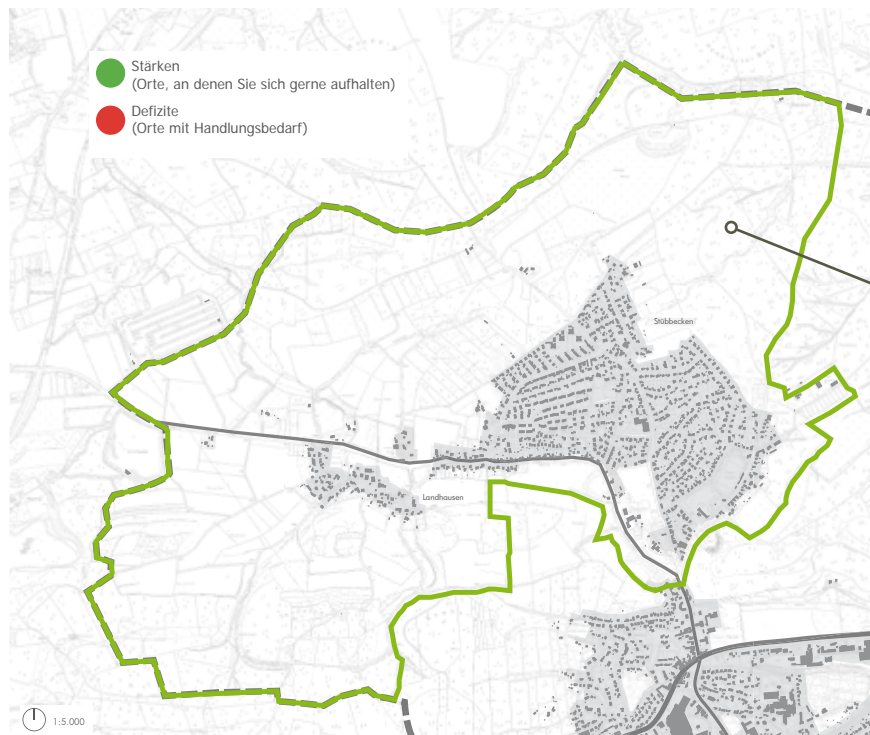 Stärken
(Orte, an denen Sie sich gerne aufhalten)
Defizite
(Orte mit Handlungsbedarf)
Stübbecken
Landhausen
1:5.000